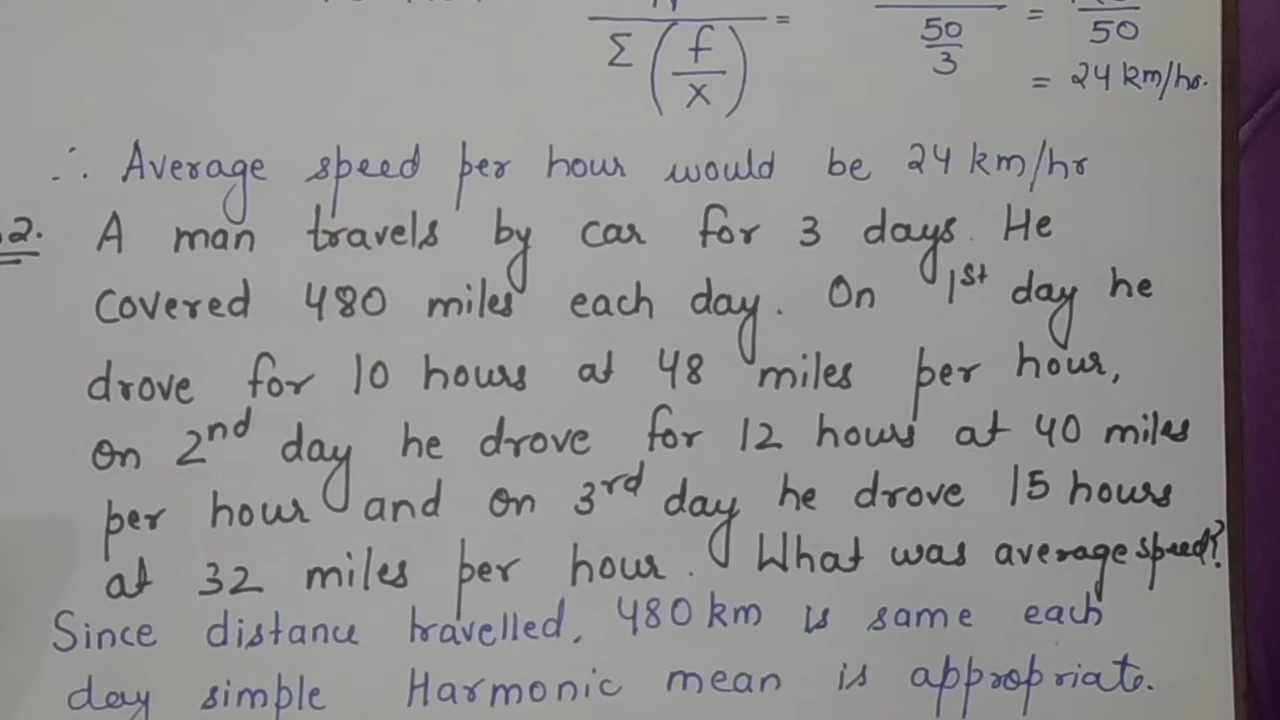 Σ (f/x) = 50/3 = 50
= 24 km/hr.
∴ Average speed per hour would be 24 km/hr
2. A man travels by car for 3 days. He
covered 480 miles each day. On 1st day he
drove for 10 hours at 48 miles per hour,
on 2nd day he drove for 12 hours at 40 miles
per hour and on 3rd day he drove 15 hours
at 32 miles per hour. What was average speed?
Since distance travelled, 480 km is same each
day simple Harmonic mean is appropriate.